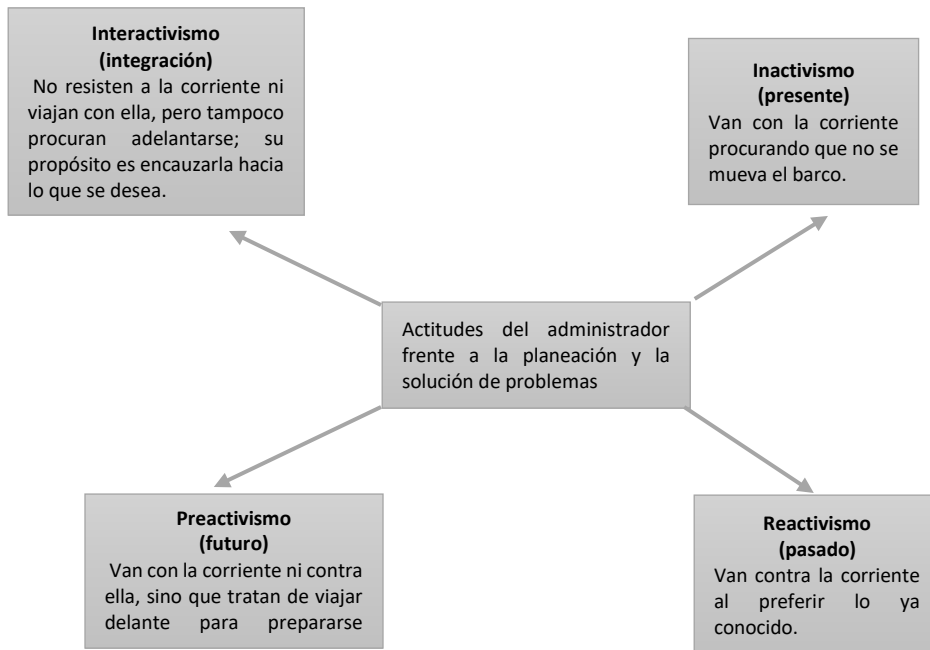 Interactivismo
(integración)
No resisten a la corriente ni
viajan con ella, pero tampoco
procuran adelantarse; su
propósito es encauzarla hacia
lo que se desea.
Inactivismo
(presente)
Van con la corriente
procurando que no se
mueva el barco.
Actitudes del administrador
frente a la planeación y la
solución de problemas
Preactivismo
(futuro)
Van con la corriente ni contra
ella, sino que tratan de viajar
delante para prepararse
Reactivismo
(pasado)
Van contra la corriente
al preferir lo ya
conocido.